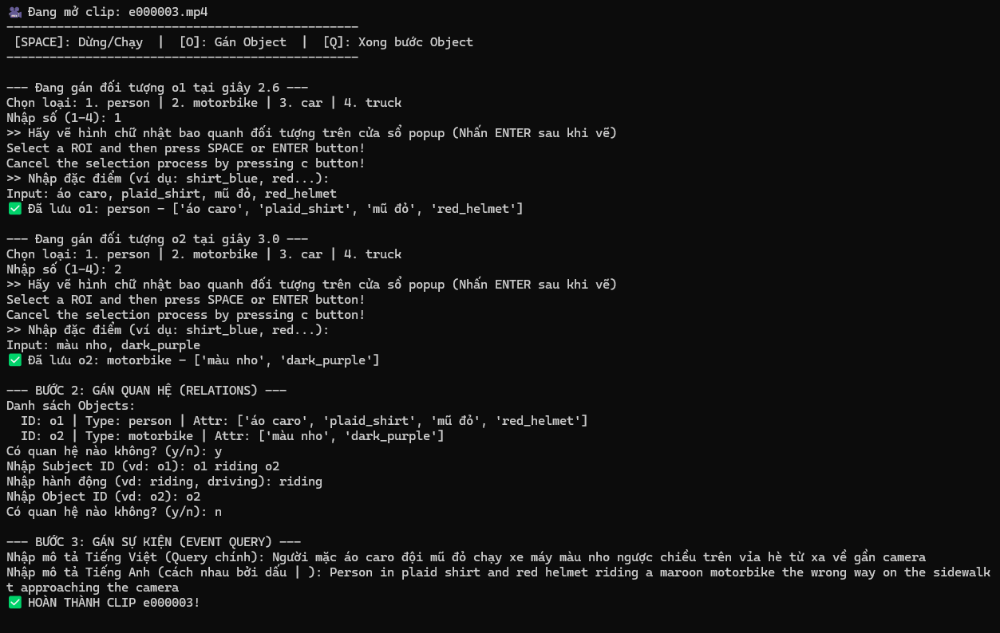 🎥 Đang mở clip: e000003.mp4
--------------------------------------------------
[SPACE]: Dừng/Chạy | [O]: Gán Object | [Q]: Xong bước Object
--------------------------------------------------
--- Đang gán đối tượng o1 tại giây 2.6 ---
Chọn loại: 1. person | 2. motorbike | 3. car | 4. truck
Nhập số (1-4): 1
>> Hãy vẽ hình chữ nhật bao quanh đối tượng trên cửa sổ popup (Nhấn ENTER sau khi vẽ)
Select a ROI and then press SPACE or ENTER button!
Cancel the selection process by pressing c button!
>> Nhập đặc điểm (ví dụ: shirt_blue, red...):
Input: áo caro, plaid_shirt, mũ đỏ, red_helmet
✅ Đã lưu o1: person - ['áo caro', 'plaid_shirt', 'mũ đỏ', 'red_helmet']
--- Đang gán đối tượng o2 tại giây 3.0 ---
Chọn loại: 1. person | 2. motorbike | 3. car | 4. truck
Nhập số (1-4): 2
>> Hãy vẽ hình chữ nhật bao quanh đối tượng trên cửa sổ popup (Nhấn ENTER sau khi vẽ)
Select a ROI and then press SPACE or ENTER button!
Cancel the selection process by pressing c button!
>> Nhập đặc điểm (ví dụ: shirt_blue, red...):
Input: màu nho, dark_purple
✅ Đã lưu o2: motorbike - ['màu nho', 'dark_purple']
--- BƯỚC 2: GÁN QUAN HỆ (RELATIONS) ---
Danh sách Objects:
ID: o1 | Type: person | Attr: ['áo caro', 'plaid_shirt', 'mũ đỏ', 'red_helmet']
ID: o2 | Type: motorbike | Attr: ['màu nho', 'dark_purple']
Có quan hệ nào không? (y/n): y
Nhập Subject ID (vd: o1): o1 riding o2
Nhập hành động (vd: riding, driving): riding
Nhập Object ID (vd: o2): o2
Có quan hệ nào không? (y/n): n
--- BƯỚC 3: GÁN SỰ KIỆN (EVENT QUERY) ---
Nhập mô tả Tiếng Việt (Query chính): Người mặc áo caro đội mũ đỏ chạy xe máy màu nho ngược chiều trên vỉa hè từ xa về gần camera
Nhập mô tả Tiếng Anh (cách nhau bởi dấu | ): Person in plaid shirt and red helmet riding a maroon motorbike the wrong way on the sidewalk
t approaching the camera
✅ HOÀN THÀNH CLIP e000003!